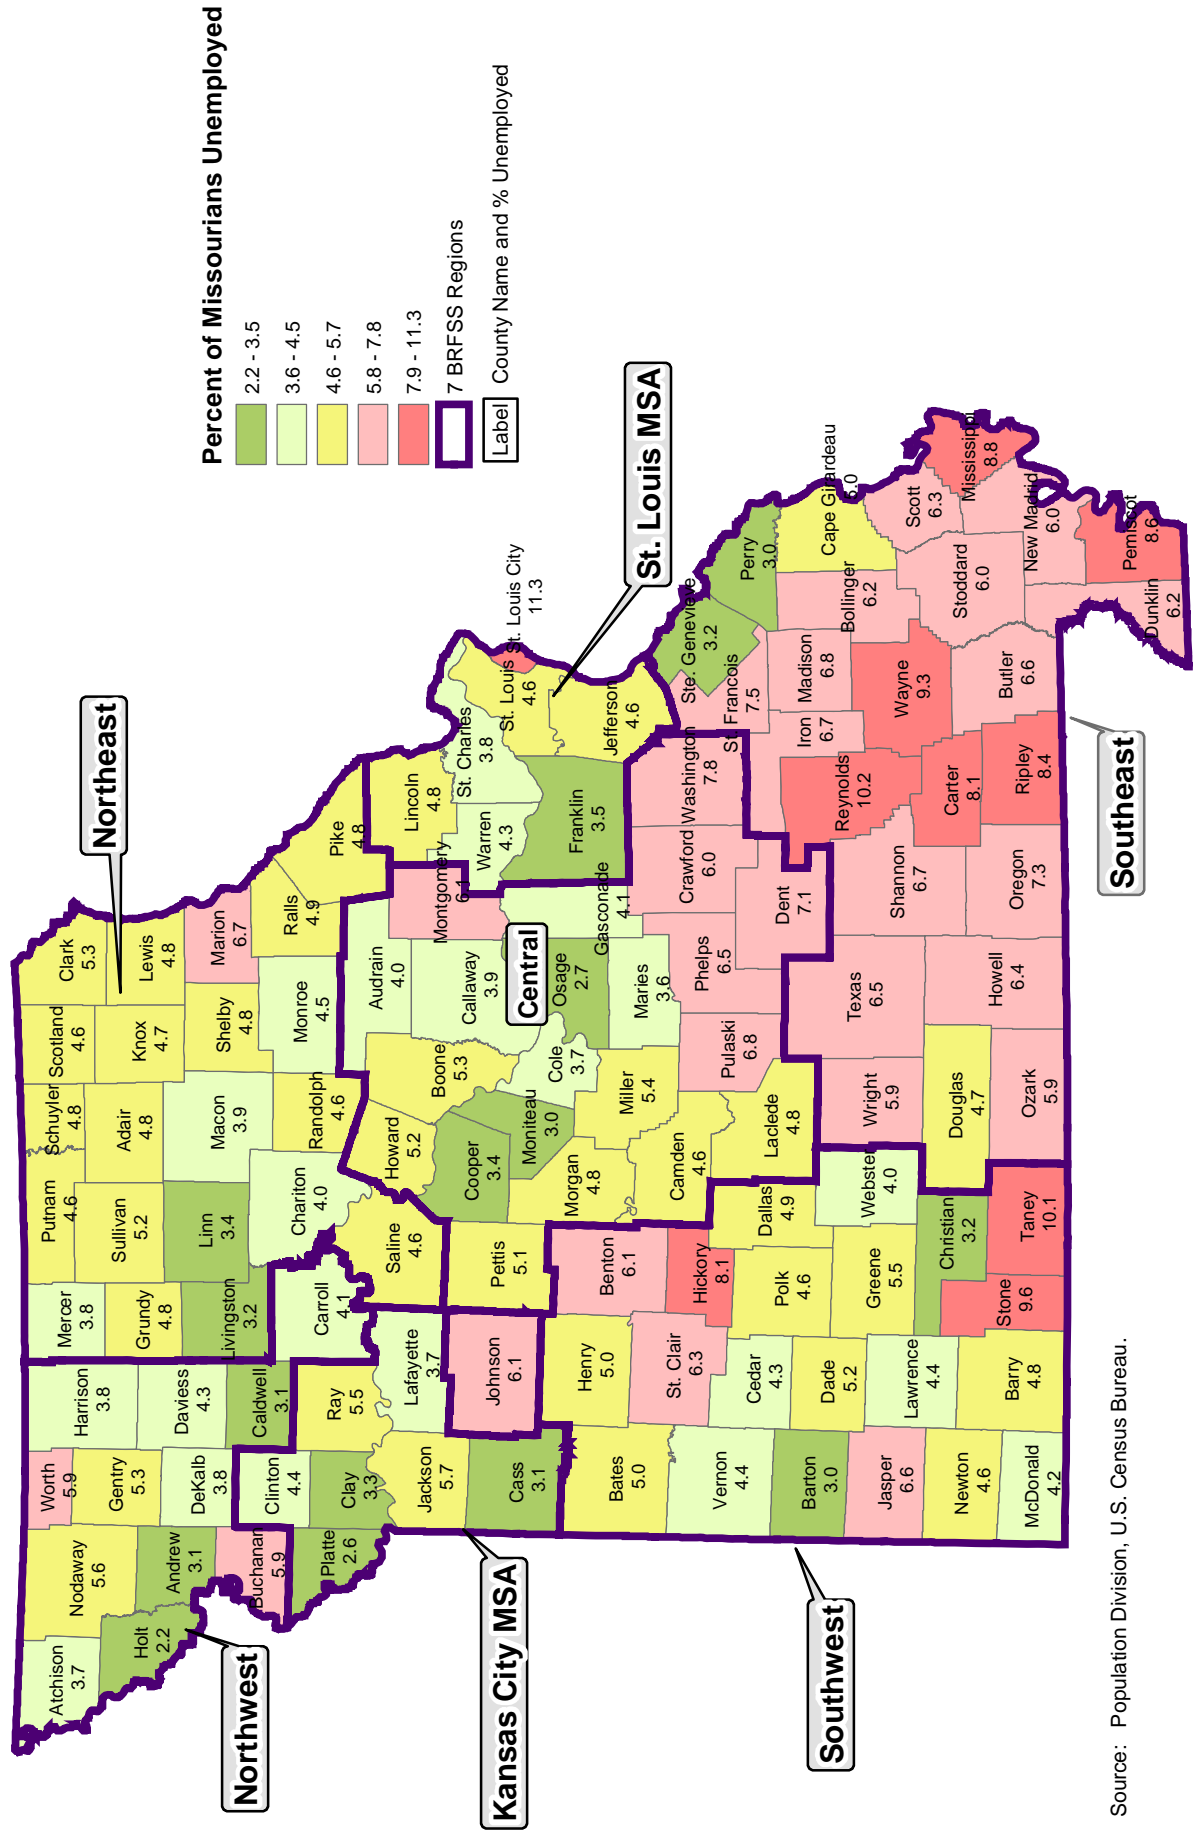 Percent of Missourians Unemployed
2.2 - 3.5
3.6 - 4.5
4.6 - 5.7
5.8 - 7.8
7.9 - 11.3
7 BRFSS Regions
Label
County Name and % Unemployed
Northwest
Northeast
Kansas City MSA
Central
St. Louis MSA
Southwest
Southeast
Atchison
3.7
Nodaway
5.6
Worth
5.9
Harrison
3.8
Mercer
3.8
Putnam
4.6
Schuyler
4.8
Scotland
4.6
Clark
5.3
Holt
2.2
Andrew
3.1
Gentry
5.3
Daviess
4.3
Grundy
4.8
Sullivan
5.2
Adair
4.8
Knox
4.7
Lewis
4.8
DeKalb
3.8
Caldwell
3.1
Livingston
3.2
Linn
3.4
Macon
3.9
Shelby
4.8
Marion
6.7
Buchanan
5.9
Clinton
4.4
Ray
5.5
Carroll
4.1
Chariton
4.0
Randolph
4.6
Monroe
4.5
Ralls
4.9
Pike
4.8
Platte
2.6
Clay
3.3
Jackson
5.7
Lafayette
3.7
Saline
4.6
Howard
5.2
Boone
5.3
Audrain
4.0
Montgomery
6.1
Lincoln
4.8
St. Charles
3.8
Warren
4.3
Callaway
3.9
Cooper
3.4
Moniteau
3.0
Cole
3.7
Osage
2.7
Gasconade
4.1
Franklin
3.5
St. Louis
4.6
St. Louis City
11.3
Jefferson
4.6
Cass
3.1
Johnson
6.1
Pettis
5.1
Morgan
4.8
Miller
5.4
Maries
3.6
Bates
5.0
Henry
5.0
Benton
6.1
Camden
4.6
Pulaski
6.8
Phelps
6.5
Crawford
6.0
Washington
7.8
St. Francois
7.5
Ste. Genevieve
3.2
Perry
3.0
Vernon
4.4
St. Clair
6.3
Hickory
8.1
Dallas
4.9
Laclede
4.8
Dent
7.1
Iron
6.7
Madison
6.8
Cape Girardeau
5.0
Cedar
4.3
Polk
4.6
Barton
3.0
Dade
5.2
Greene
5.5
Webster
4.0
Wright
5.9
Texas
6.5
Shannon
6.7
Reynolds
10.2
Wayne
9.3
Bollinger
6.2
Scott
6.3
Mississippi
8.8
Jasper
6.6
Lawrence
4.4
Christian
3.2
Douglas
4.7
Howell
6.4
Carter
8.1
Stoddard
6.0
New Madrid
6.0
Newton
4.6
Barry
4.8
Stone
9.6
Taney
10.1
Ozark
5.9
Oregon
7.3
Ripley
8.4
Butler
6.6
Dunklin
6.2
Pemiscot
8.6
McDonald
4.2
Source: Population Division, U.S. Census Bureau.